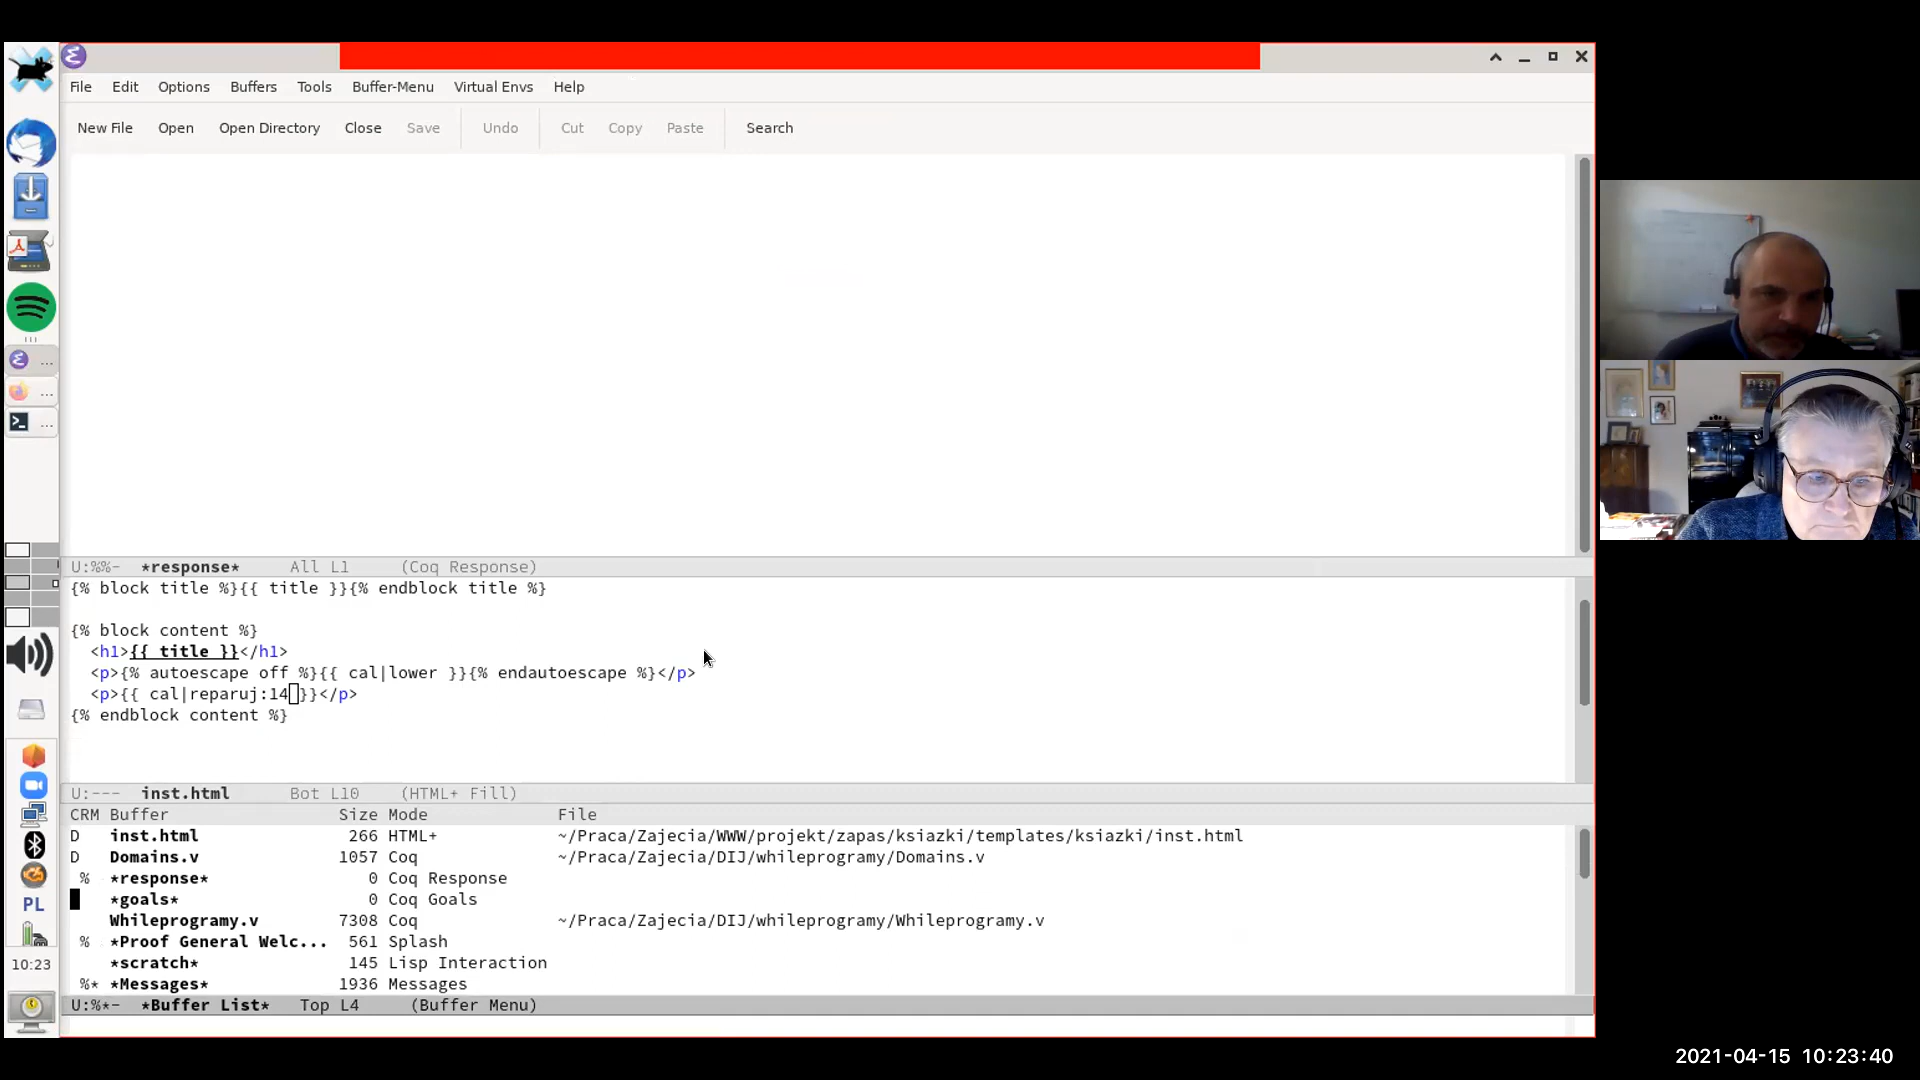 File Edit Options Buffers Tools Buffer-Menu Virtual Envs Help
New File Open Open Directory Close Save Undo Cut Copy Paste Search
U:%%- *response* All L1 (Coq Response)
{% block title %}{{ title }}{% endblock title %}
{% block content %}
<h1>{{ title }}</h1>
<p>{% autoescape off %}{{ cal|lower }}{% endautoescape %}</p>
<p>{{ cal|reparuj:14 }}</p>
{% endblock content %}
U:--- inst.html Bot L10 (HTML+ Fill)
CRM Buffer Size Mode File
D inst.html 266 HTML+ ~/Praca/Zajecia/WWW/projekt/zapas/ksiazki/templates/ksiazki/inst.html
D Domains.v 1057 Coq ~/Praca/Zajecia/DIJ/whileprogramy/Domains.v
% *response* 0 Coq Response
*goals* 0 Coq Goals
Whileprogramy.v 7308 Coq ~/Praca/Zajecia/DIJ/whileprogramy/Whileprogramy.v
% *Proof General Welc... 561 Splash
*scratch* 145 Lisp Interaction
%* *Messages* 1936 Messages
U:%*- *Buffer List* Top L4 (Buffer Menu)
...
...
...
PL
10:23
2021-04-15 10:23:40